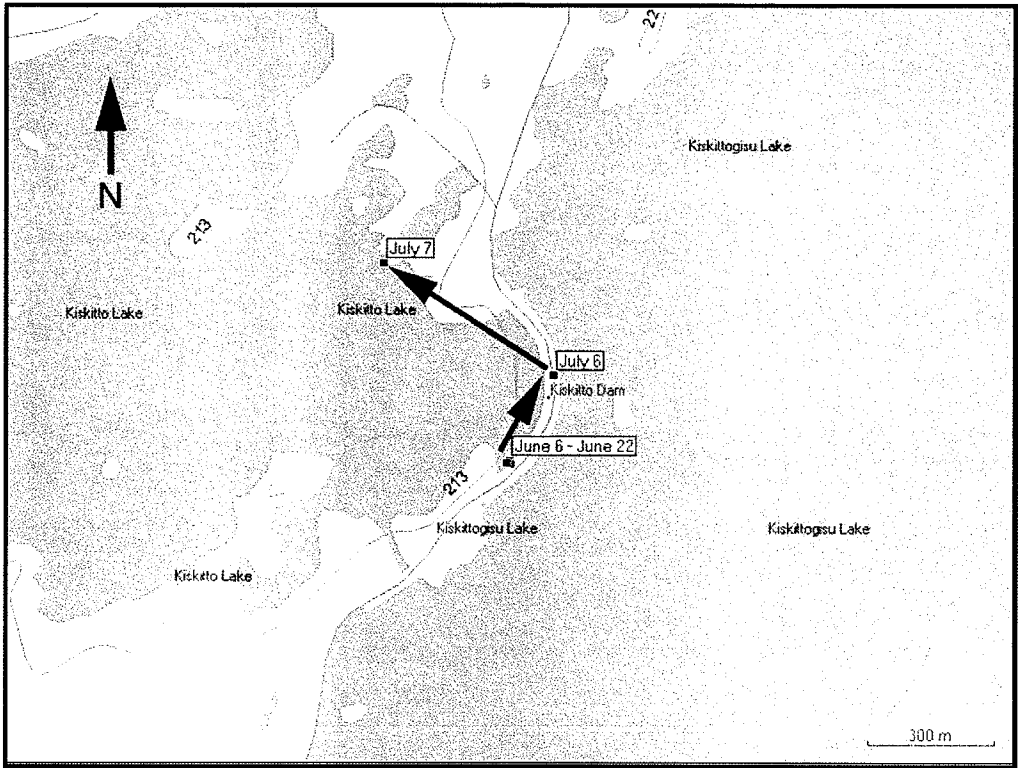 22
Kiskittogisu Lake
N
213
July 7
Kiskitto Lake
Kiskitto Lake
July 6
Kiskitto Dam
June 6 - June 22
213
Kiskittogisu Lake
Kiskittogisu Lake
Kiskitto Lake
300 m